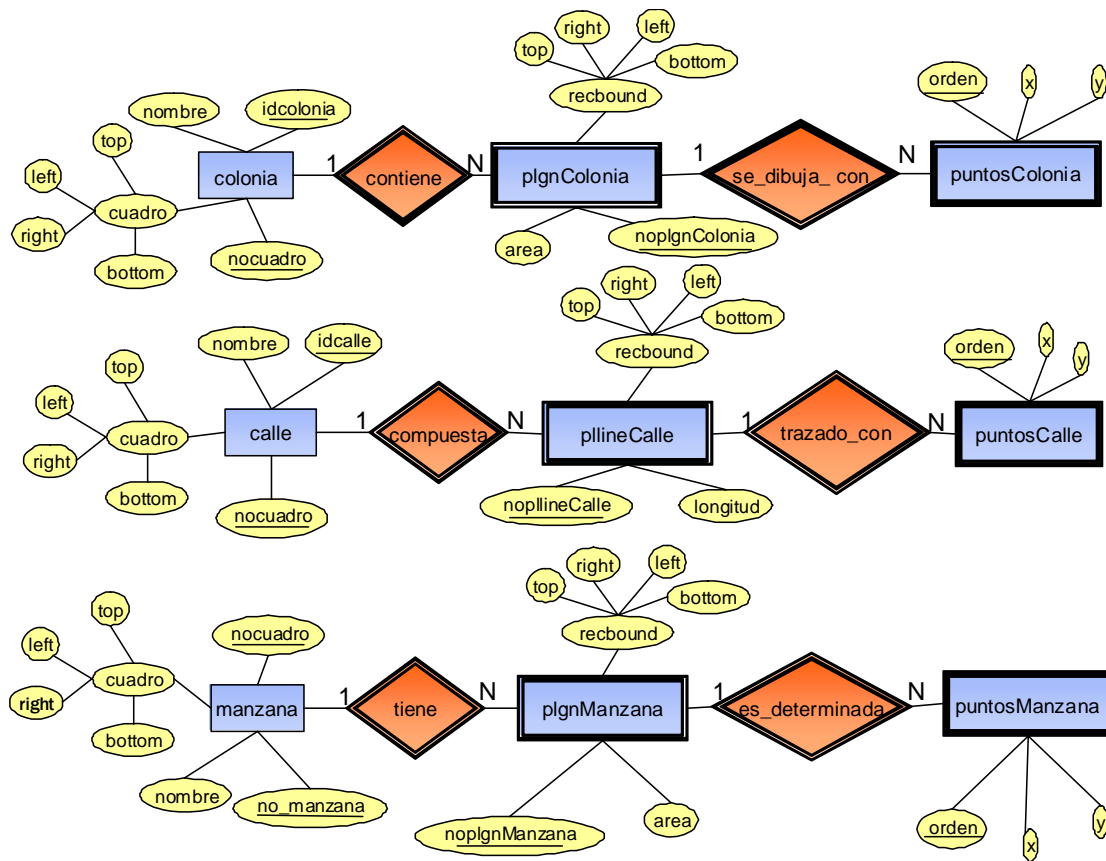 right
left
top
bottom
recbound
orden
x
y
nombre
idcolonia
top
left
cuadro
right
bottom
colonia
nocuadro
1
contiene
N
plgnColonia
area
noplgnColonia
1
se_dibuja_ con
N
puntosColonia
right
left
top
bottom
recbound
orden
x
y
nombre
idcalle
top
left
cuadro
right
bottom
calle
nocuadro
1
compuesta
N
pllineCalle
nopllineCalle
longitud
1
trazado_con
N
puntosCalle
right
left
top
bottom
recbound
top
nocuadro
left
cuadro
right
bottom
manzana
nombre
no_manzana
1
tiene
N
plgnManzana
noplgnManzana
area
1
es_determinada
N
puntosManzana
orden
x
y